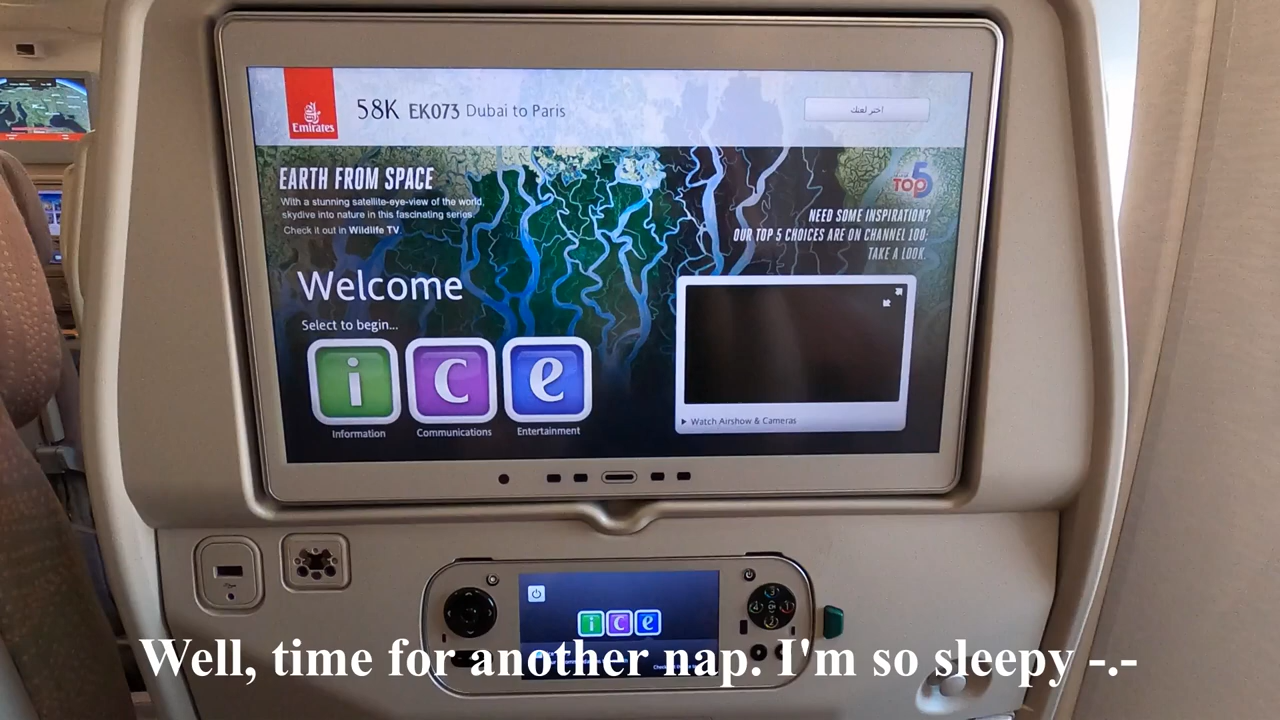 58K EK073 Dubai to Paris
اختر لغتك
Emirates
EARTH FROM SPACE
With a stunning satellite-eye-view of the world,
skydive into nature in this fascinating series.
Check it out in Wildlife TV
TOP 5
NEED SOME INSPIRATION?
OUR TOP 5 CHOICES ARE ON CHANNEL 100;
TAKE A LOOK.
Welcome
Select to begin...
i c e
Information
Communications
Entertainment
Watch Airshow & Cameras
i c e
Well, time for another nap. I'm so sleepy -.-